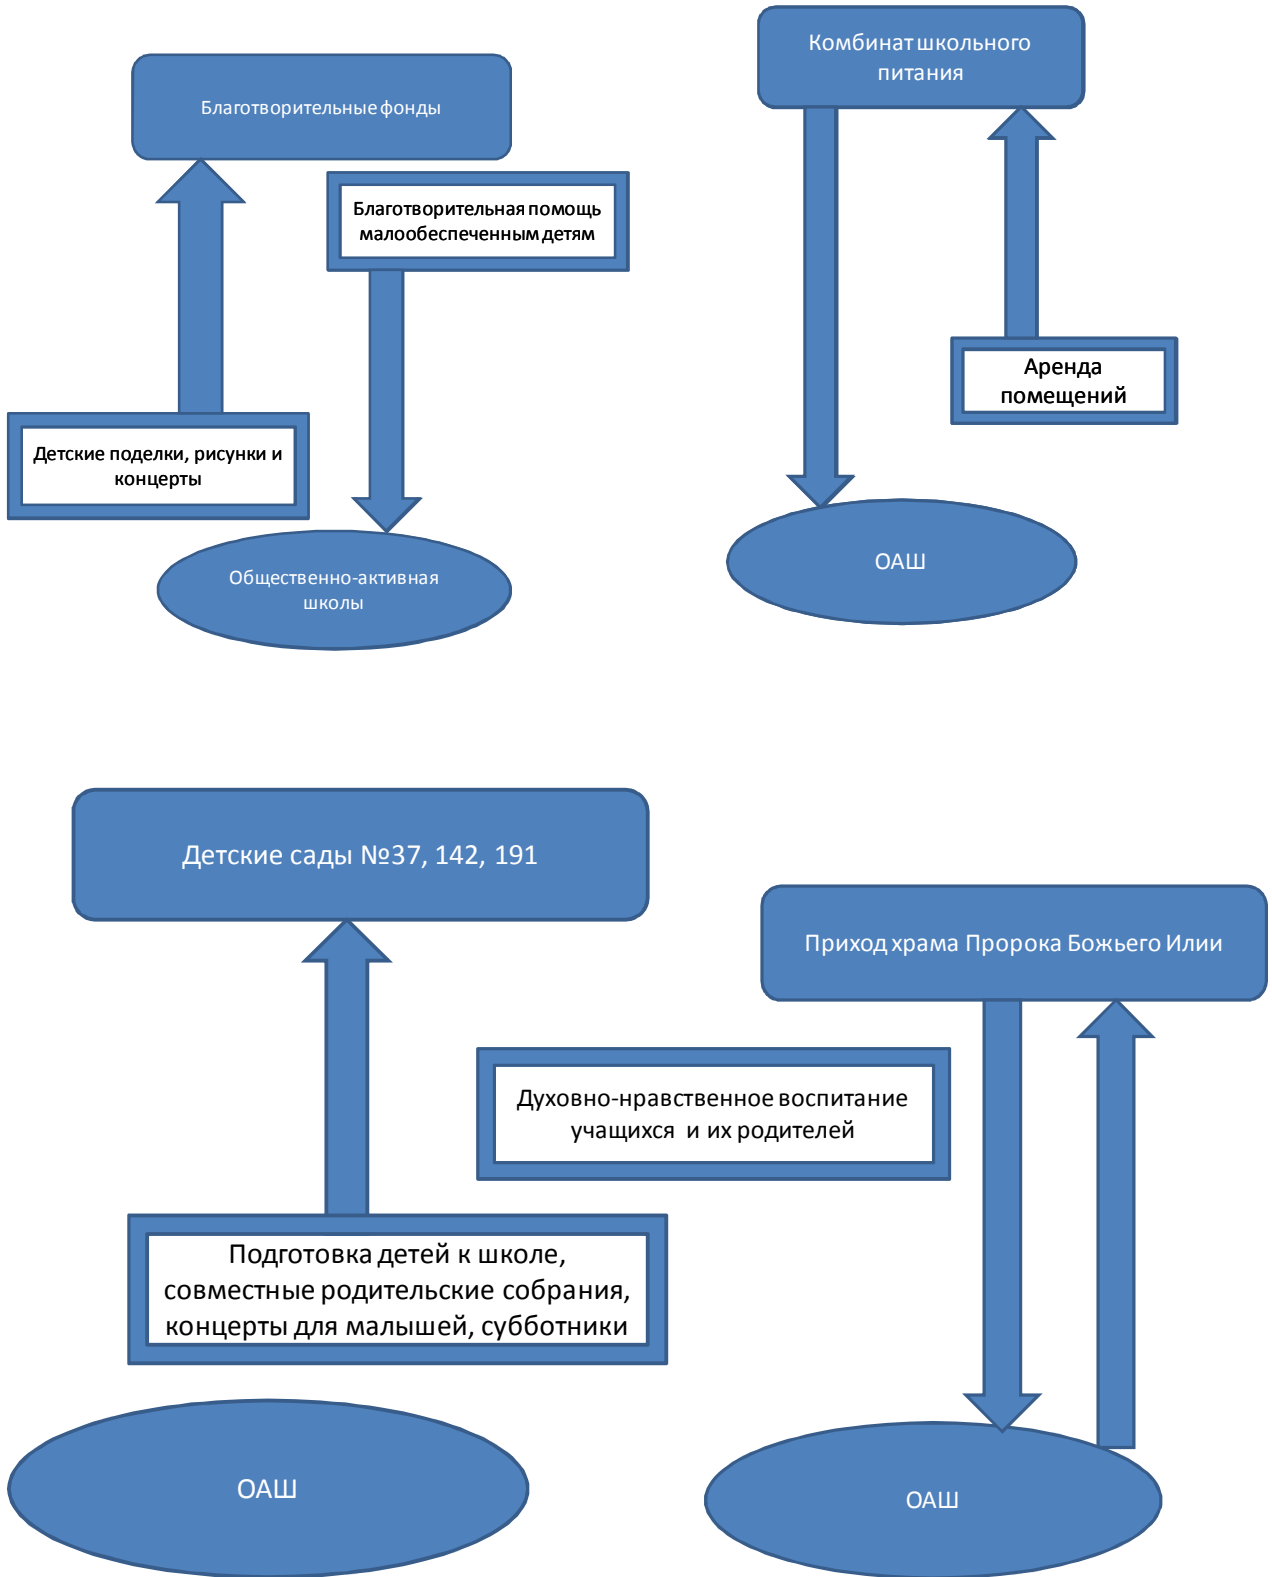 Благотворительные фонды
Благотворительная помощь
малообеспеченным детям
Детские поделки, рисунки и
концерты
Общественно-активная
школы
Комбинат школьного
питания
Аренда
помещений
ОАШ
Детские сады №37, 142, 191
Подготовка детей к школе,
совместные родительские собрания,
концерты для малышей, субботники
ОАШ
Приход храма Пророка Божьего Илии
Духовно-нравственное воспитание
учащихся и их родителей
ОАШ